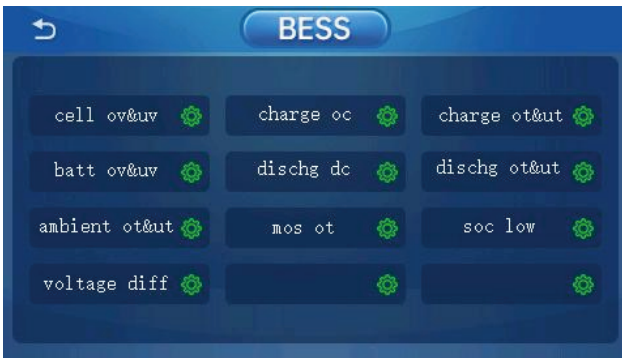 BESS
cell ov&uv
charge oc
charge ot&ut
batt ov&uv
dischg dc
dischg ot&ut
ambient ot&ut
mos ot
soc low
voltage diff